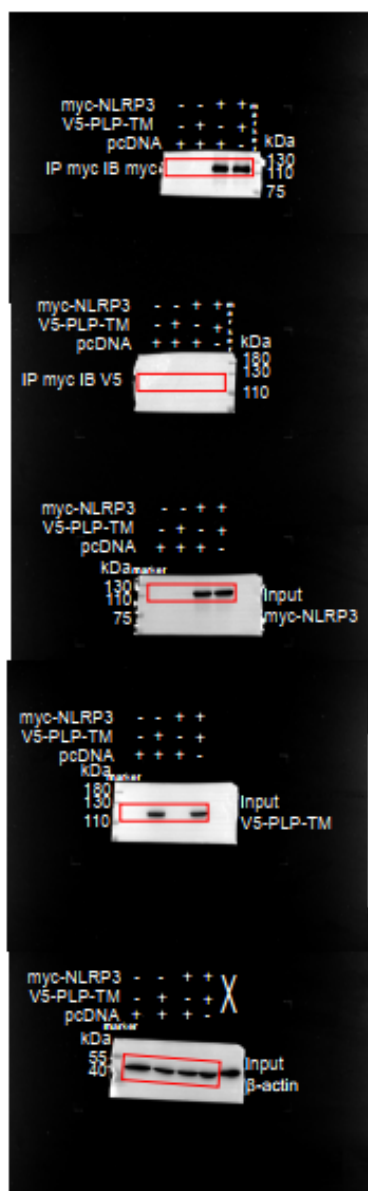 myc-NLRP3 - - + +
V5-PLP-TM - + - +
pcDNA + + + - kDa
IP myc IB myc 130
110
75
myc-NLRP3 - - + +
V5-PLP-TM - + - +
pcDNA + + + - kDa
180
IP myc IB V5 130
110
myc-NLRP3 - - + +
V5-PLP-TM - + - +
pcDNA + + + -
kDa marker
130 Input
110
75 myc-NLRP3
myc-NLRP3 - - + +
V5-PLP-TM - + - +
pcDNA + + + -
kDa marker
180
130 Input
110 V5-PLP-TM
myc-NLRP3 - - + + X
V5-PLP-TM - + - +
pcDNA + + + -
marker
kDa
55 Input
40 β-actin